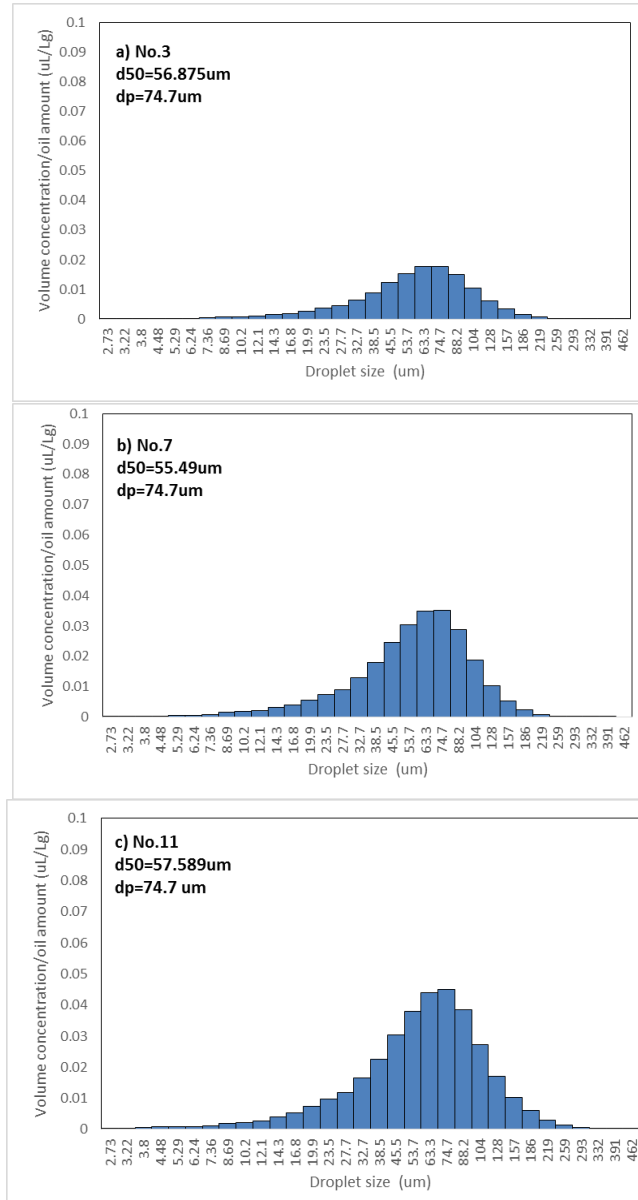 0.1
0.09
0.08
0.07
0.06
0.05
0.04
0.03
0.02
0.01
0
Volume concentration/oil amount (uL/Lg)
a) No.3
d50=56.875um
dp=74.7um
2.73 3.22 3.8 4.48 5.29 6.24 7.36 8.69 10.2 12.1 14.3 16.8 19.9 23.5 27.7 32.7 38.5 45.5 53.7 63.3 74.7 88.2 104 128 157 186 219 259 293 332 391 462
Droplet size (um)
0.1
0.09
0.08
0.07
0.06
0.05
0.04
0.03
0.02
0.01
0
Volume concentration/oil amount (uL/Lg)
b) No.7
d50=55.49um
dp=74.7um
2.73 3.22 3.8 4.48 5.29 6.24 7.36 8.69 10.2 12.1 14.3 16.8 19.9 23.5 27.7 32.7 38.5 45.5 53.7 63.3 74.7 88.2 104 128 157 186 219 259 293 332 391 462
Droplet size (um)
0.1
0.09
0.08
0.07
0.06
0.05
0.04
0.03
0.02
0.01
0
Volume concentration/oil amount (uL/Lg)
c) No.11
d50=57.589um
dp=74.7 um
2.73 3.22 3.8 4.48 5.29 6.24 7.36 8.69 10.2 12.1 14.3 16.8 19.9 23.5 27.7 32.7 38.5 45.5 53.7 63.3 74.7 88.2 104 128 157 186 219 259 293 332 391 462
Droplet size (um)